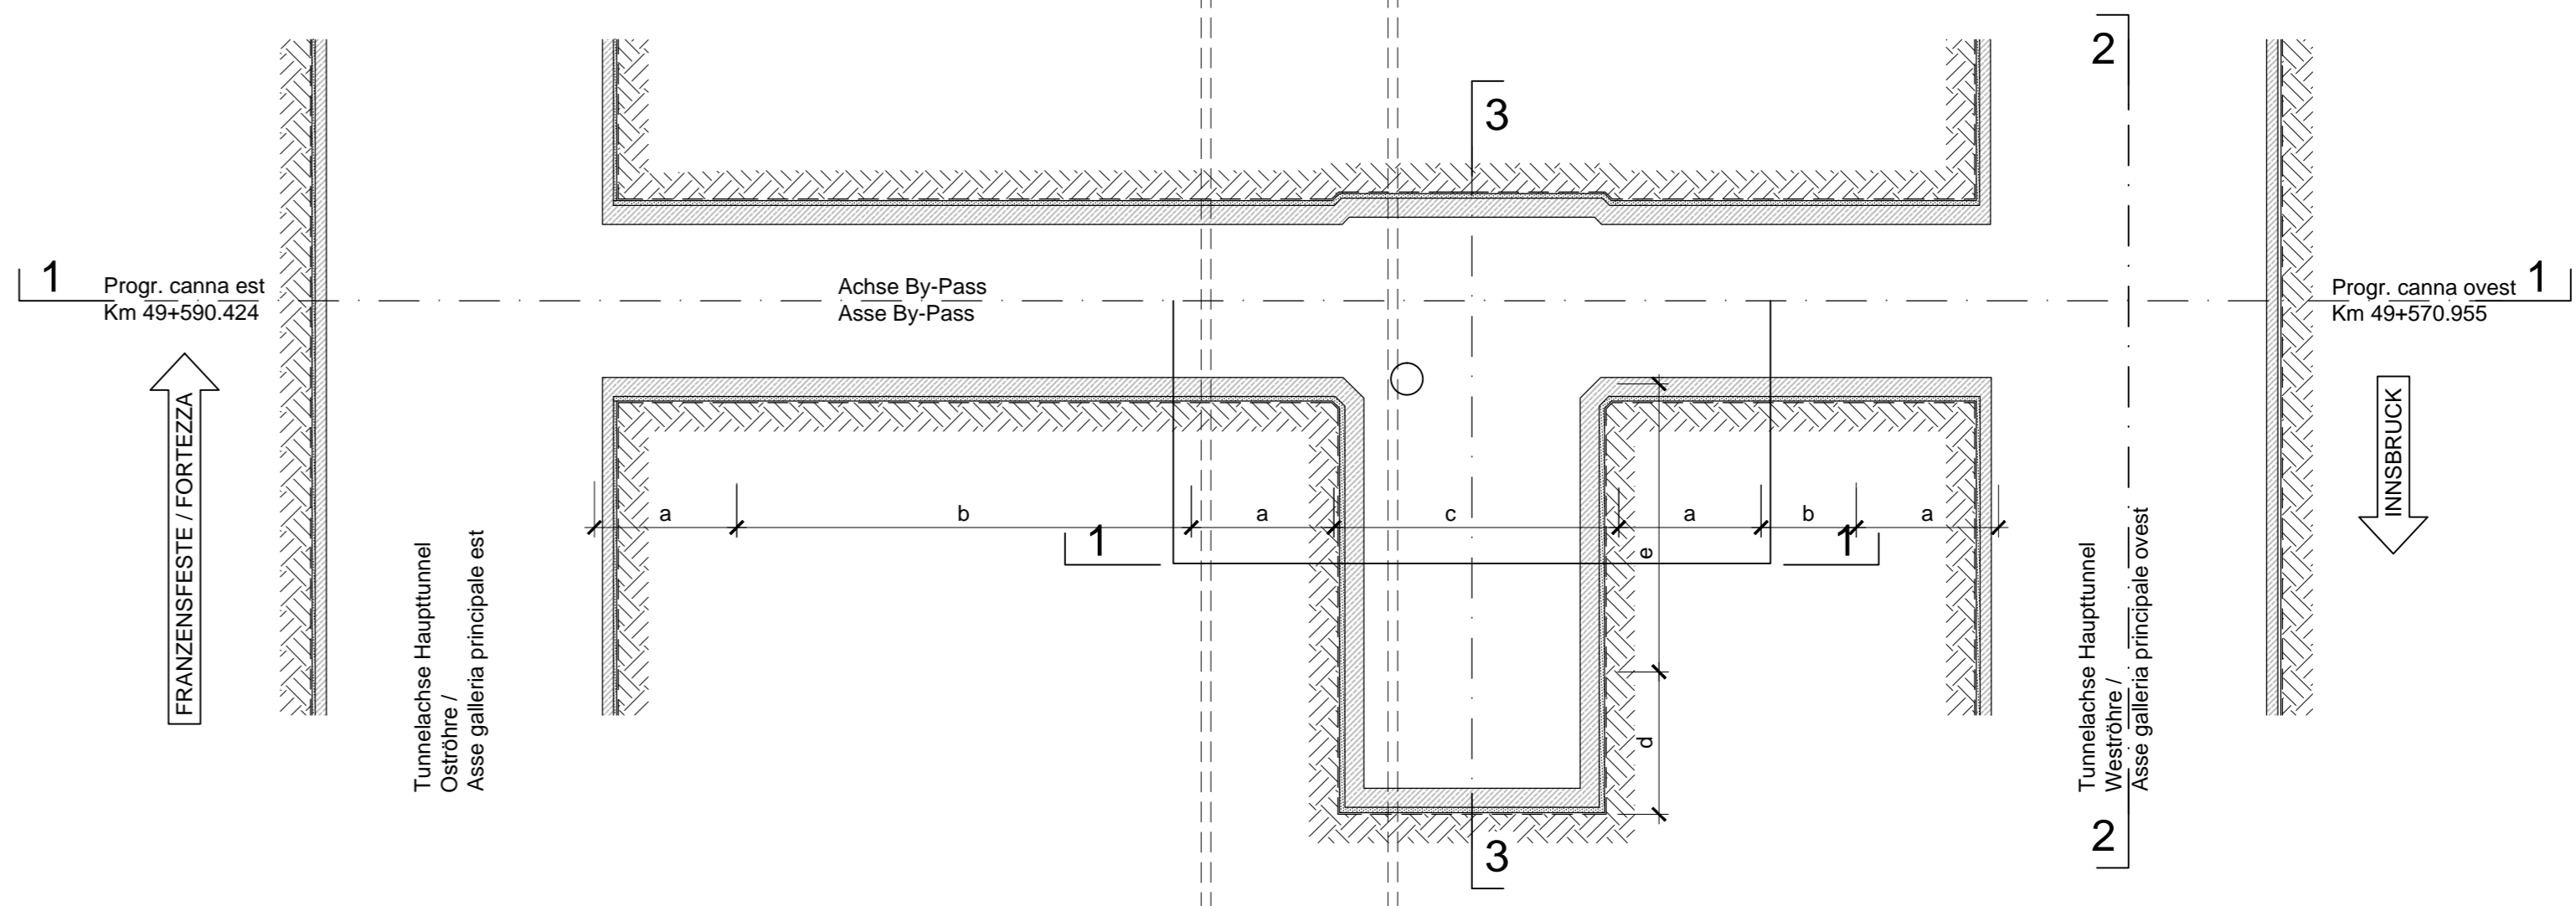 2
3
1
Progr. canna est
Km 49+590.424
Achse By-Pass
Asse By-Pass
Progr. canna ovest
Km 49+570.955
1
FRANZENSFESTE / FORTEZZA
INNSBRUCK
a
b
a
c
a
b
a
1
1
e
d
Tunnelachse Haupttunnel
Oströhre /
Asse galleria principale est
Tunnelachse Haupttunnel
Weströhre /
Asse galleria principale ovest
3
2